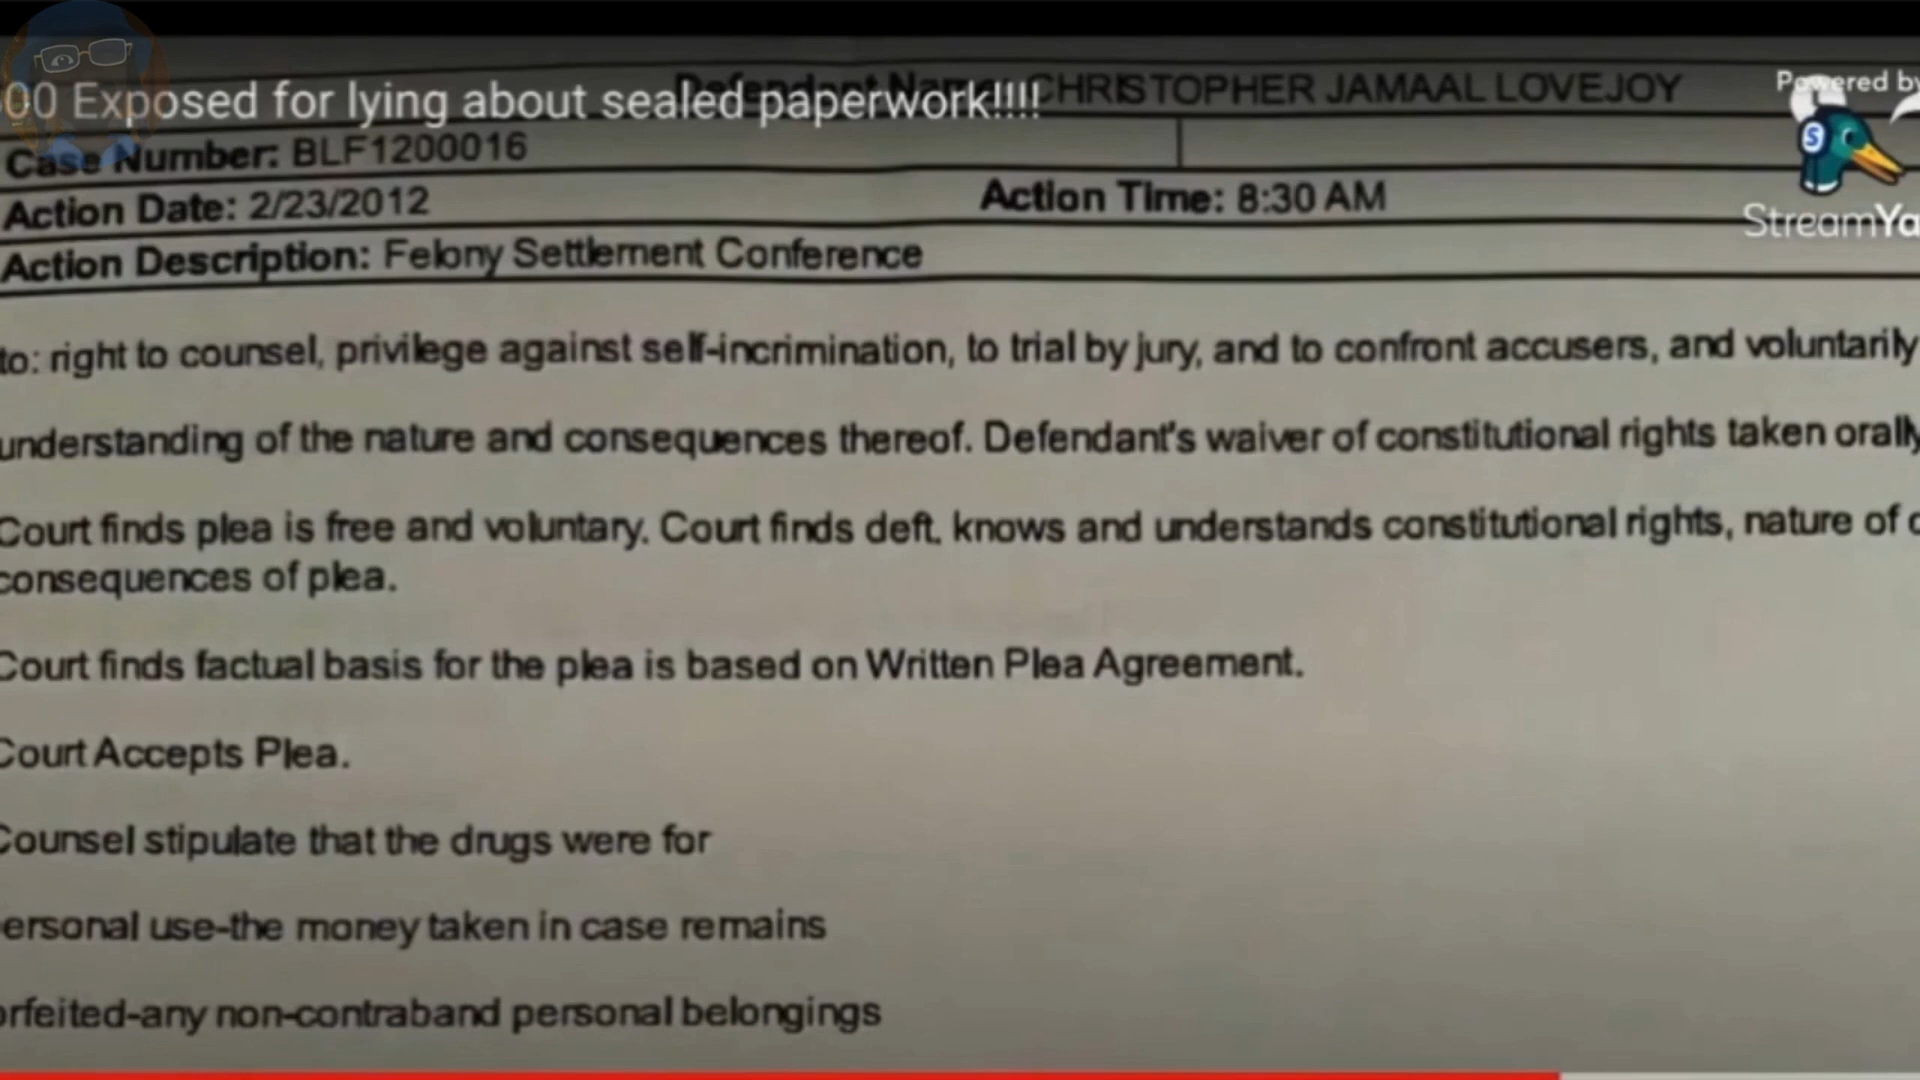 Defendant Name: CHRISTOPHER JAMAAL LOVEJOY
00 Exposed for lying about sealed paperwork!!!!
Powered by
StreamYa
Case Number: BLF1200016
Action Date: 2/23/2012 Action Time: 8:30 AM
Action Description: Felony Settlement Conference
to: right to counsel, privilege against self-incrimination, to trial by jury, and to confront accusers, and voluntarily
understanding of the nature and consequences thereof. Defendant's waiver of constitutional rights taken orally
Court finds plea is free and voluntary. Court finds deft. knows and understands constitutional rights, nature of
consequences of plea.
Court finds factual basis for the plea is based on Written Plea Agreement.
Court Accepts Plea.
Counsel stipulate that the drugs were for
ersonal use-the money taken in case remains
orfeited-any non-contraband personal belongings